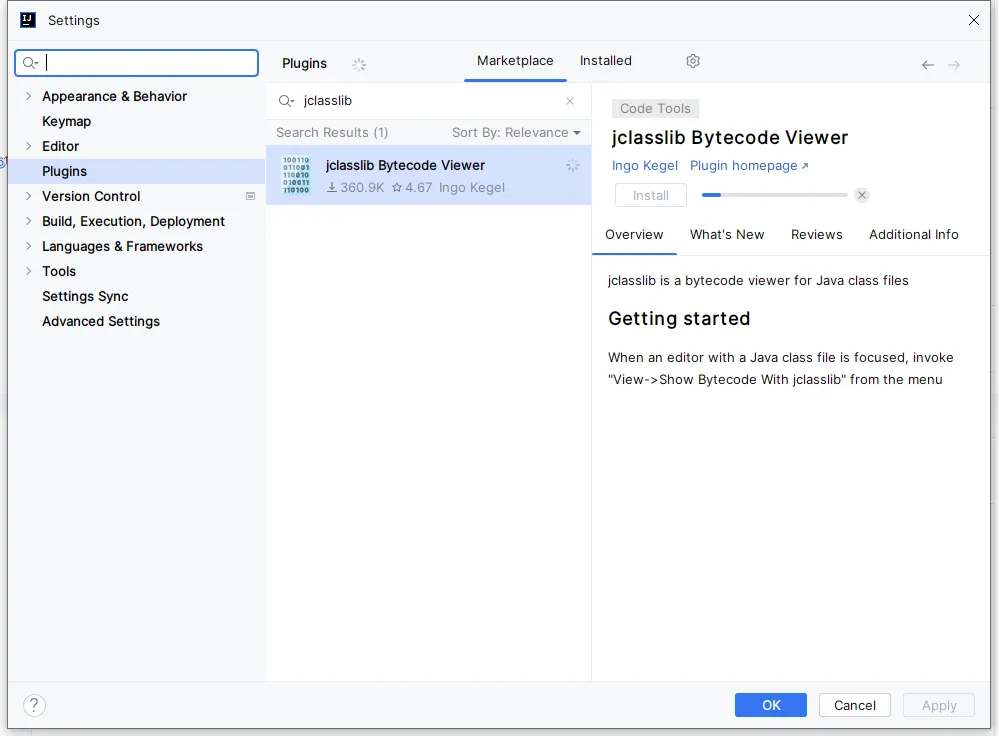 Settings
Plugins
Marketplace
Installed
Appearance & Behavior
Keymap
Editor
Plugins
Version Control
Build, Execution, Deployment
Languages & Frameworks
Tools
Settings Sync
Advanced Settings
jclasslib
Search Results (1)
Sort By: Relevance
jclasslib Bytecode Viewer
360.9K 4.67 Ingo Kegel
Code Tools
jclasslib Bytecode Viewer
Ingo Kegel Plugin homepage ↗
Install
Overview What's New Reviews Additional Info
jclasslib is a bytecode viewer for Java class files
Getting started
When an editor with a Java class file is focused, invoke
"View->Show Bytecode With jclasslib" from the menu
?
OK
Cancel
Apply